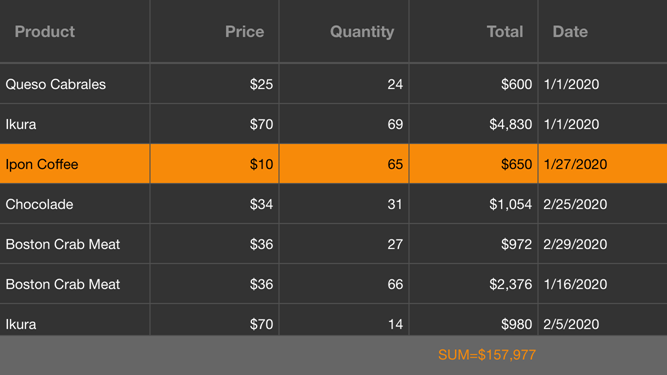 Product Price Quantity Total Date
Queso Cabrales $25 24 $600 1/1/2020
Ikura $70 69 $4,830 1/1/2020
Ipon Coffee $10 65 $650 1/27/2020
Chocolade $34 31 $1,054 2/25/2020
Boston Crab Meat $36 27 $972 2/29/2020
Boston Crab Meat $36 66 $2,376 1/16/2020
Ikura $70 14 $980 2/5/2020
SUM=$157,977